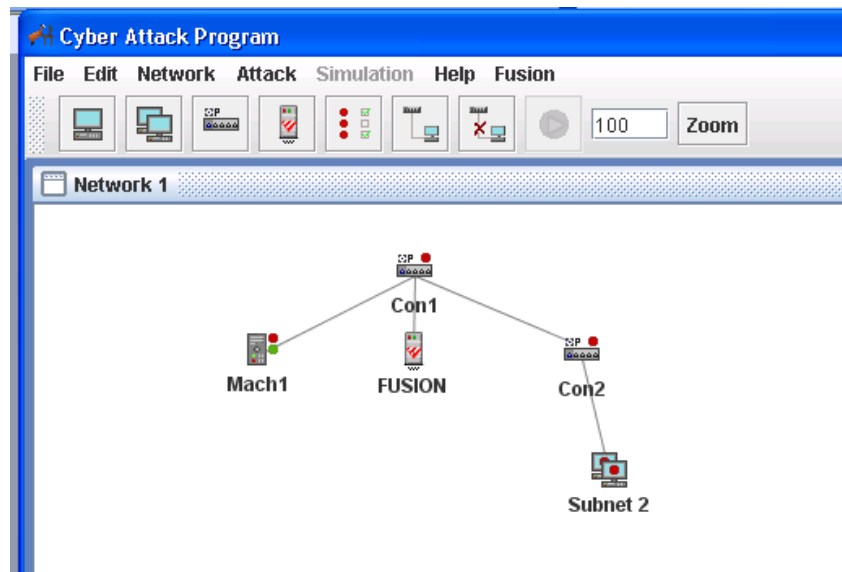 Cyber Attack Program
File Edit Network Attack Simulation Help Fusion
100 Zoom
Network 1
Con1
Mach1
FUSION
Con2
Subnet 2